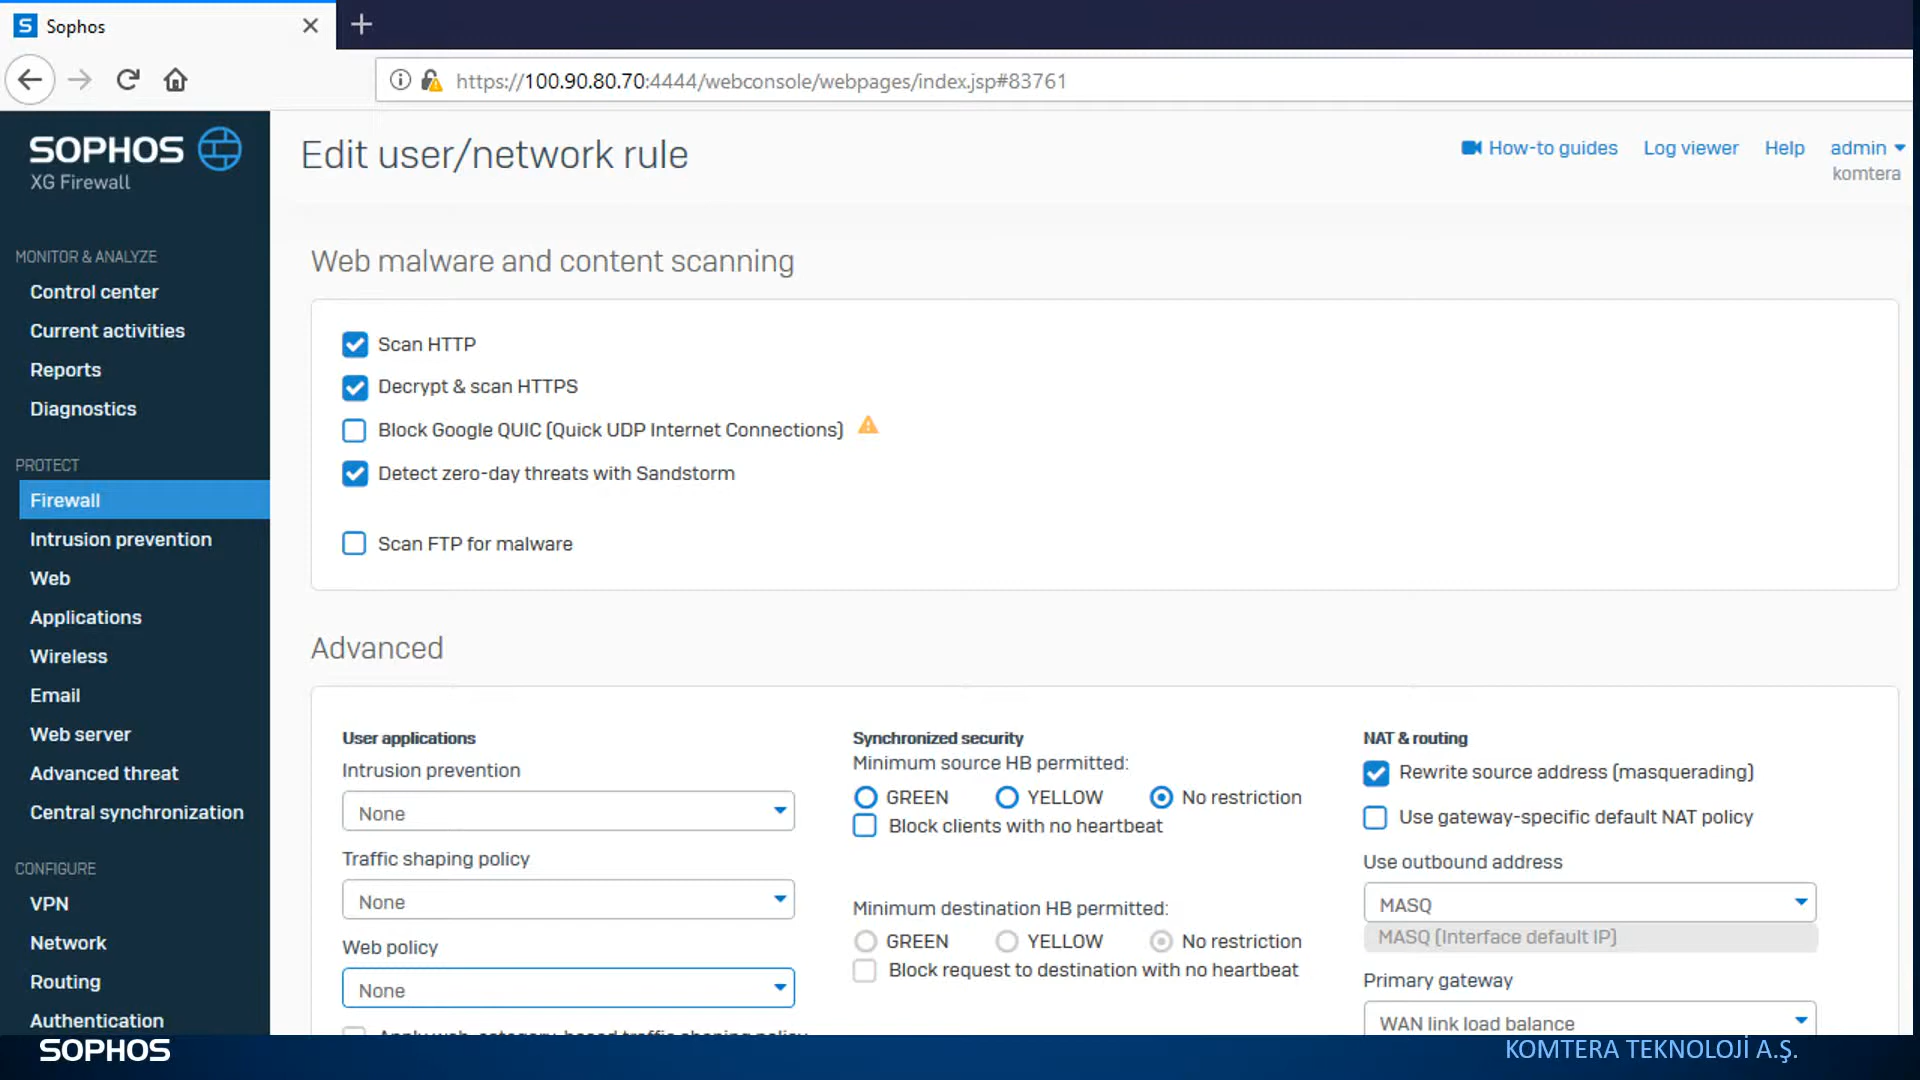 Sophos
https://100.90.80.70:4444/webconsole/webpages/index.jsp#83761
SOPHOS
XG Firewall
Edit user/network rule
How-to guides
Log viewer
Help
admin
komtera
MONITOR & ANALYZE
Control center
Current activities
Reports
Diagnostics
PROTECT
Firewall
Intrusion prevention
Web
Applications
Wireless
Email
Web server
Advanced threat
Central synchronization
CONFIGURE
VPN
Network
Routing
Authentication
Web malware and content scanning
Scan HTTP
Decrypt & scan HTTPS
Block Google QUIC (Quick UDP Internet Connections)
Detect zero-day threats with Sandstorm
Scan FTP for malware
Advanced
User applications
Intrusion prevention
None
Traffic shaping policy
None
Web policy
None
Apply web-category-based traffic shaping policy
Synchronized security
Minimum source HB permitted:
GREEN YELLOW No restriction
Block clients with no heartbeat
Minimum destination HB permitted:
GREEN YELLOW No restriction
Block request to destination with no heartbeat
NAT & routing
Rewrite source address (masquerading)
Use gateway-specific default NAT policy
Use outbound address
MASQ
MASQ (Interface default IP)
Primary gateway
WAN link load balance
SOPHOS
KOMTERA TEKNOLOJİ A.Ş.